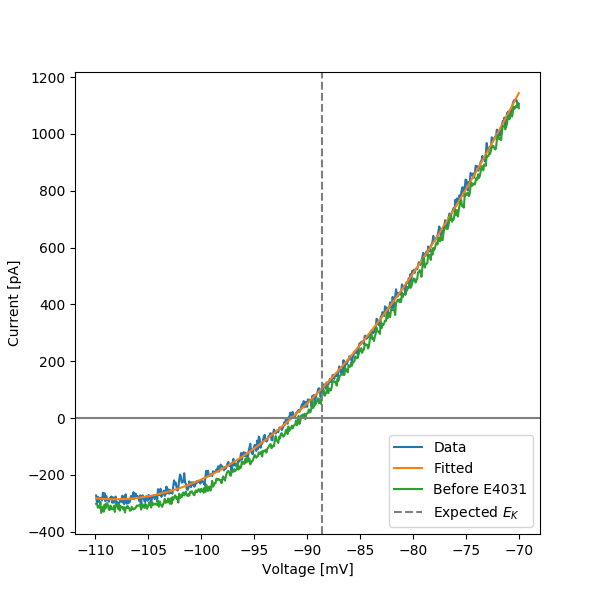 1200
1000
800
600
400
200
0
−200
−400
Current [pA]
−110 −105 −100 −95 −90 −85 −80 −75 −70
Voltage [mV]
Data
Fitted
Before E4031
Expected E_K